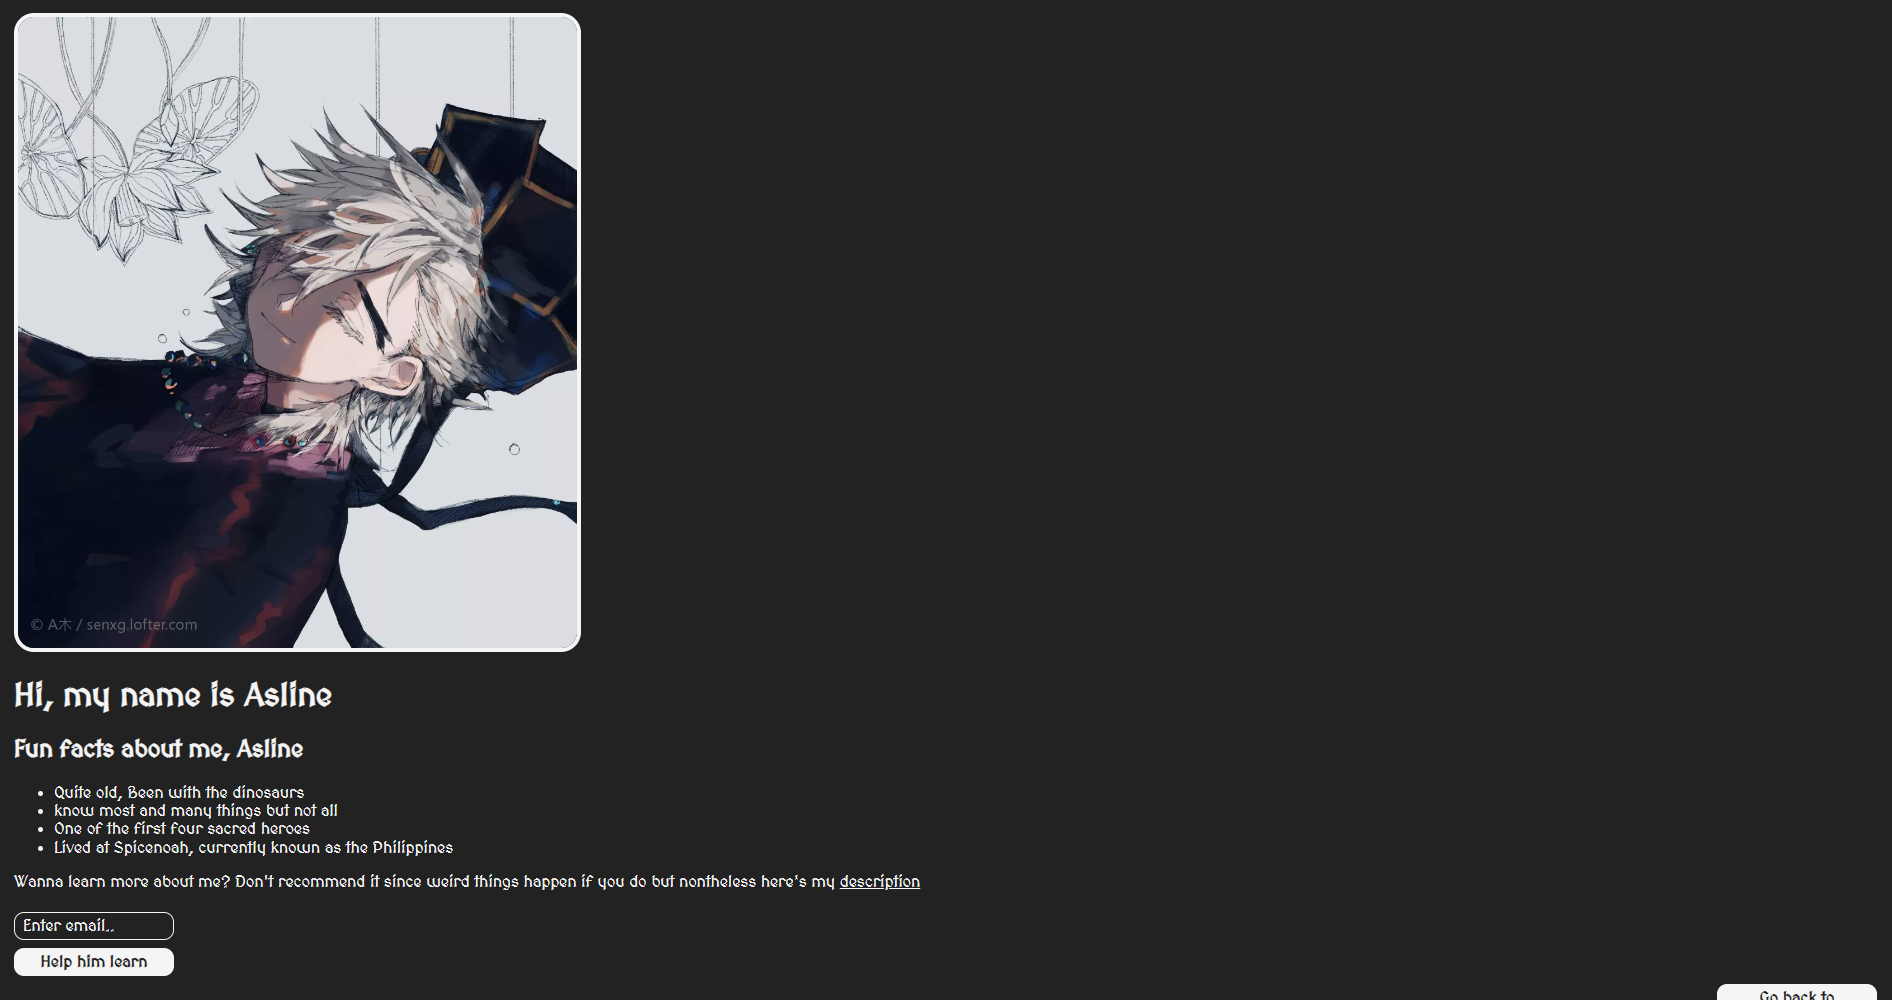 © A木 / senxg.lofter.com
Hi, my name is Asline
Fun facts about me, Asline
Quite old, Been with the dinosaurs
know most and many things but not all
One of the first four sacred heroes
Lived at Spicenoah, currently known as the Philippines
Wanna learn more about me? Don't recommend it since weird things happen if you do but nontheless here's my description
Enter email..
Help him learn
Go back to